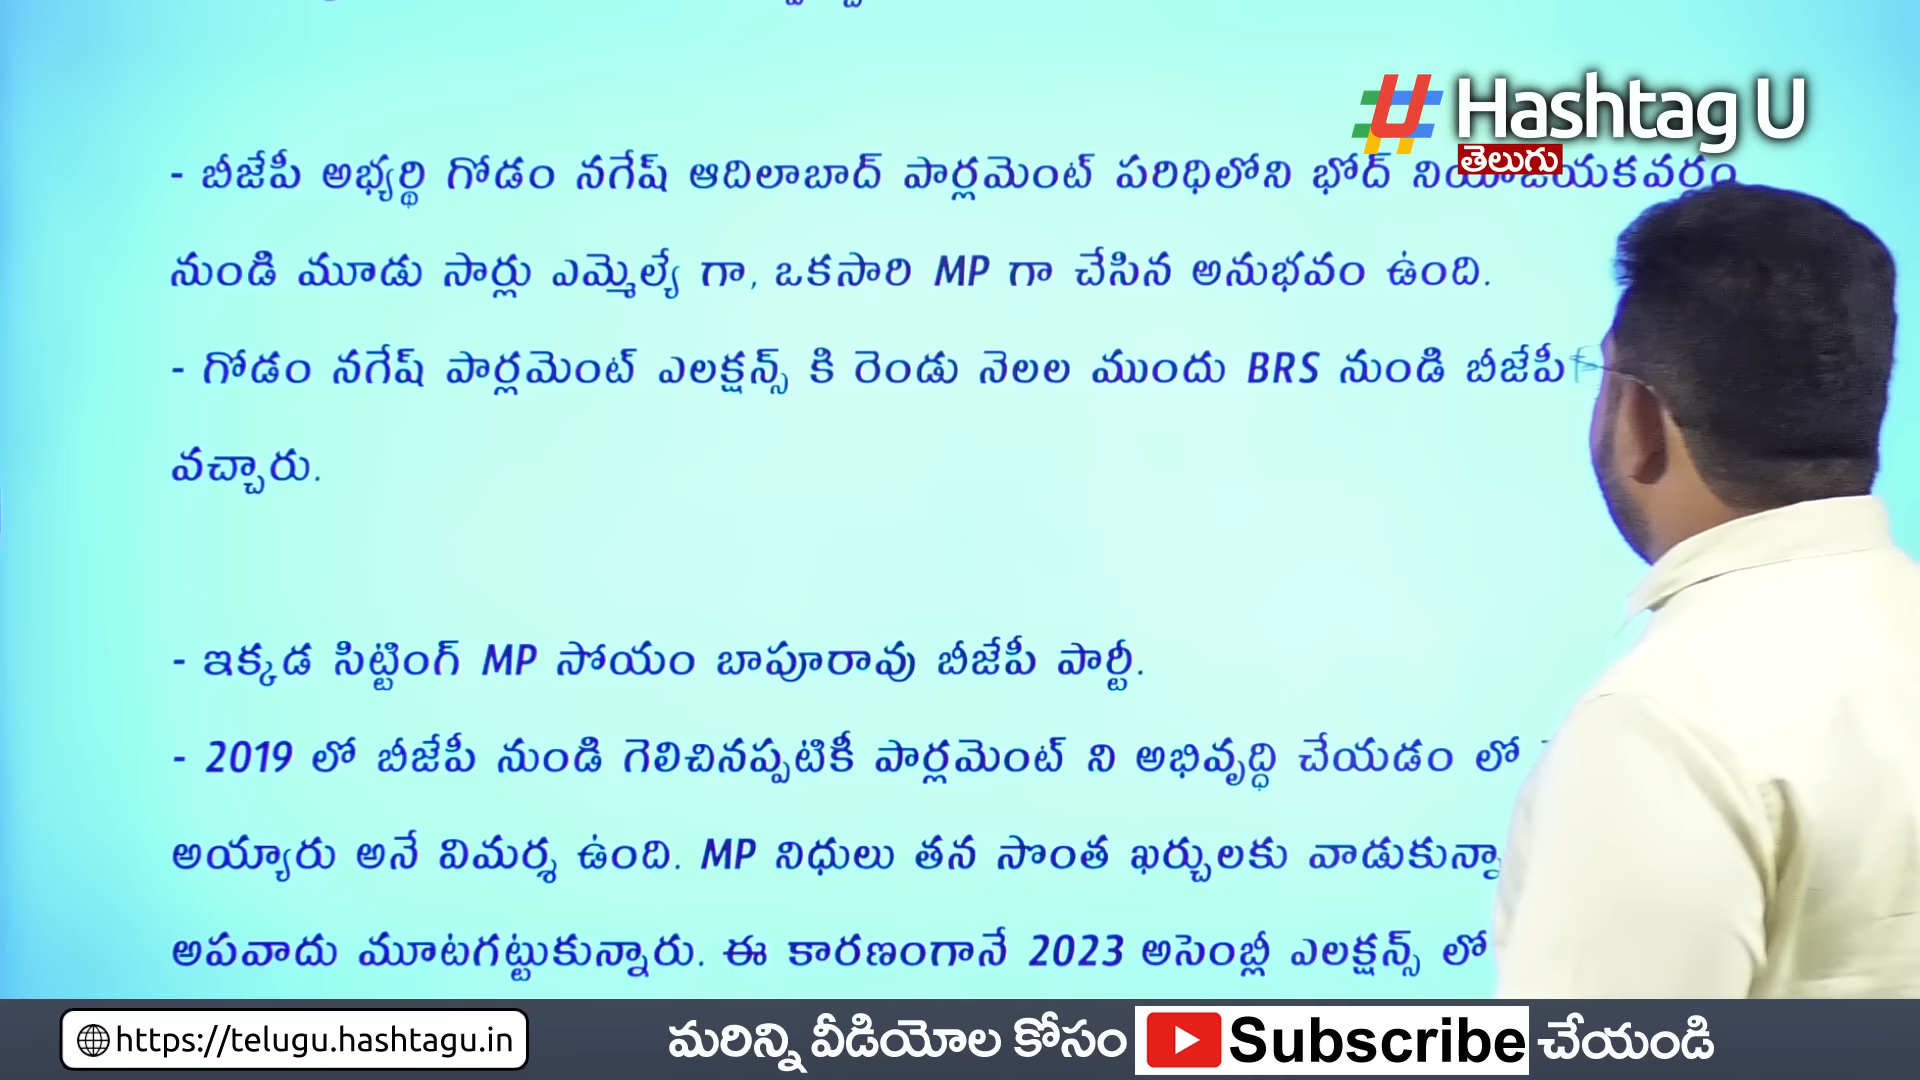 Hashtag U
తెలుగు
- బీజేపీ అభ్యర్థి గోడం నగేష్ ఆదిలాబాద్ పార్లమెంట్ పరిధిలోని భోద్
నుండి మూడు సార్లు ఎమ్మెల్యే గా, ఒకసారి MP గా చేసిన అనుభవం ఉంది.
- గోడం నగేష్ పార్లమెంట్ ఎలక్షన్స్ కి రెండు నెలల ముందు BRS నుండి బీజేపీ
వచ్చారు.
- ఇక్కడ సిట్టింగ్ MP సోయం బాపూరావు బీజేపీ పార్టీ.
- 2019 లో బీజేపీ నుండి గెలిచినప్పటికీ పార్లమెంట్ ని అభివృద్ధి చేయడం లో
అయ్యారు అనే విమర్శ ఉంది. MP నిధులు తన సొంత ఖర్చులకు వాడుకున్నా
అపవాదు మూటగట్టుకున్నారు. ఈ కారణంగానే 2023 అసెంబ్లీ ఎలక్షన్స్ లో
https://telugu.hashtagu.in
మరిన్ని వీడియోల కోసం Subscribe చేయండి